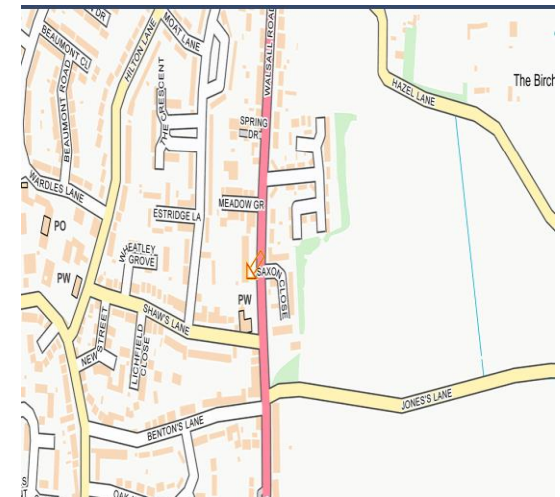 BEAUMONT CL
BEAUMONT ROAD
HILTON LANE
MOAT LANE
THE CRESCENT
WALSALL ROAD
HAZEL LANE
The Birch
SPRING
DR
WARDLES LANE
ESTRIDGE LA
MEADOW GR
PO
PW
GROVE
SAXON
CLOSE
PW
SHAW'S LANE
NEW STREET
LICHFIELD
CLOSE
BENTON'S LANE
JONES'S LANE
OAK